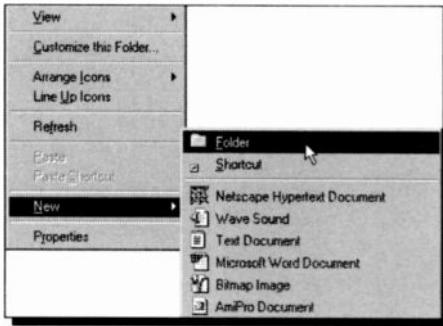 View
Customize this Folder...
Arrange Icons
Line Up Icons
Refresh
Paste
Paste Shortcut
New
Properties
Folder
Shortcut
Netscape Hypertext Document
Wave Sound
Text Document
Microsoft Word Document
Bitmap Image
AmiPro Document